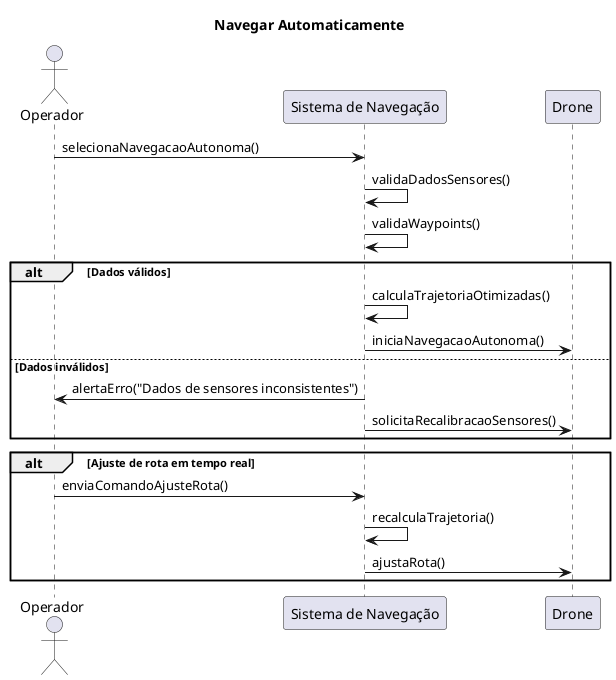 Navegar Automaticamente
Operador
Sistema de Navegação
Drone
selecionaNavegacaoAutonoma()
validaDadosSensores()
validaWaypoints()
alt
[Dados válidos]
calculaTrajetoriaOtimizadas()
iniciaNavegacaoAutonoma()
[Dados inválidos]
alertaErro("Dados de sensores inconsistentes")
solicitaRecalibracaoSensores()
alt
[Ajuste de rota em tempo real]
enviaComandoAjusteRota()
recalculaTrajetoria()
ajustaRota()
Operador
Sistema de Navegação
Drone